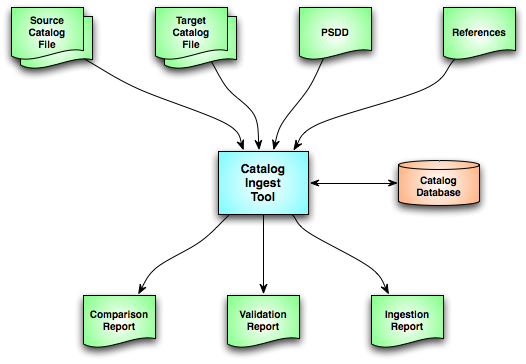 Source
Catalog
File
Target
Catalog
File
PSDD
References
Catalog
Ingest
Tool
Catalog
Database
Comparison
Report
Validation
Report
Ingestion
Report